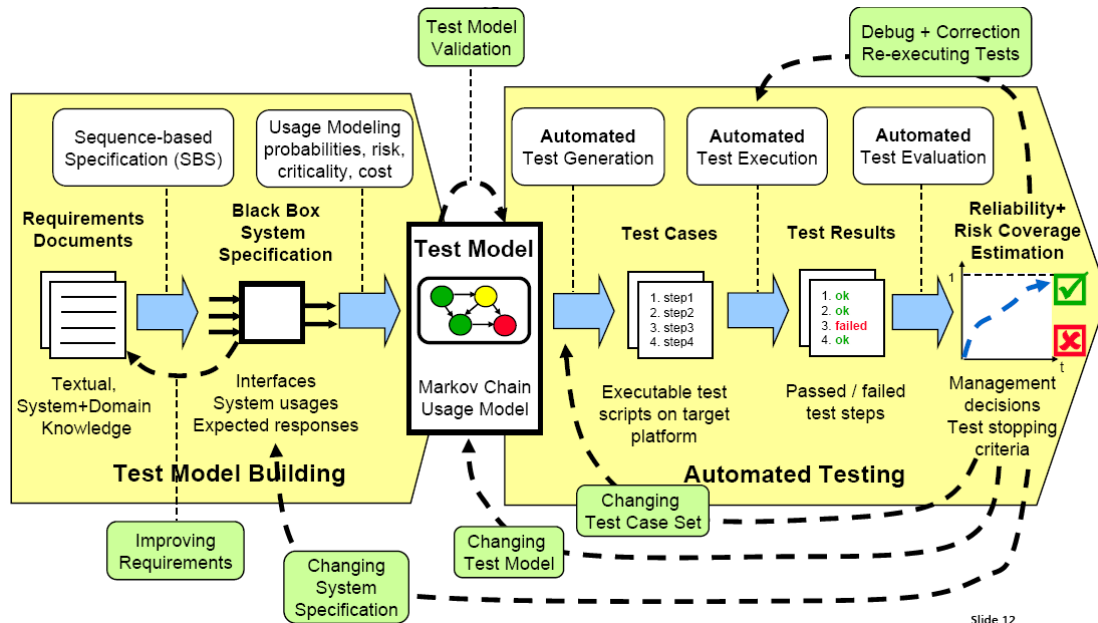 Test Model
Validation
Debug + Correction
Re-executing Tests
Sequence-based
Specification (SBS)
Usage Modeling
probabilities, risk,
criticality, cost
Automated
Test Generation
Automated
Test Execution
Automated
Test Evaluation
Requirements
Documents
Black Box
System
Specification
Test Model
Test Cases
Test Results
Reliability+
Risk Coverage
Estimation
1. step1
2. step2
3. step3
4. step4
1. ok
2. ok
3. failed
4. ok
1
t
Textual,
System+Domain
Knowledge
Interfaces
System usages
Expected responses
Markov Chain
Usage Model
Executable test
scripts on target
platform
Passed / failed
test steps
Management
decisions
Test stopping
criteria
Test Model Building
Automated Testing
Improving
Requirements
Changing
System
Specification
Changing
Test Model
Changing
Test Case Set
Slide 12